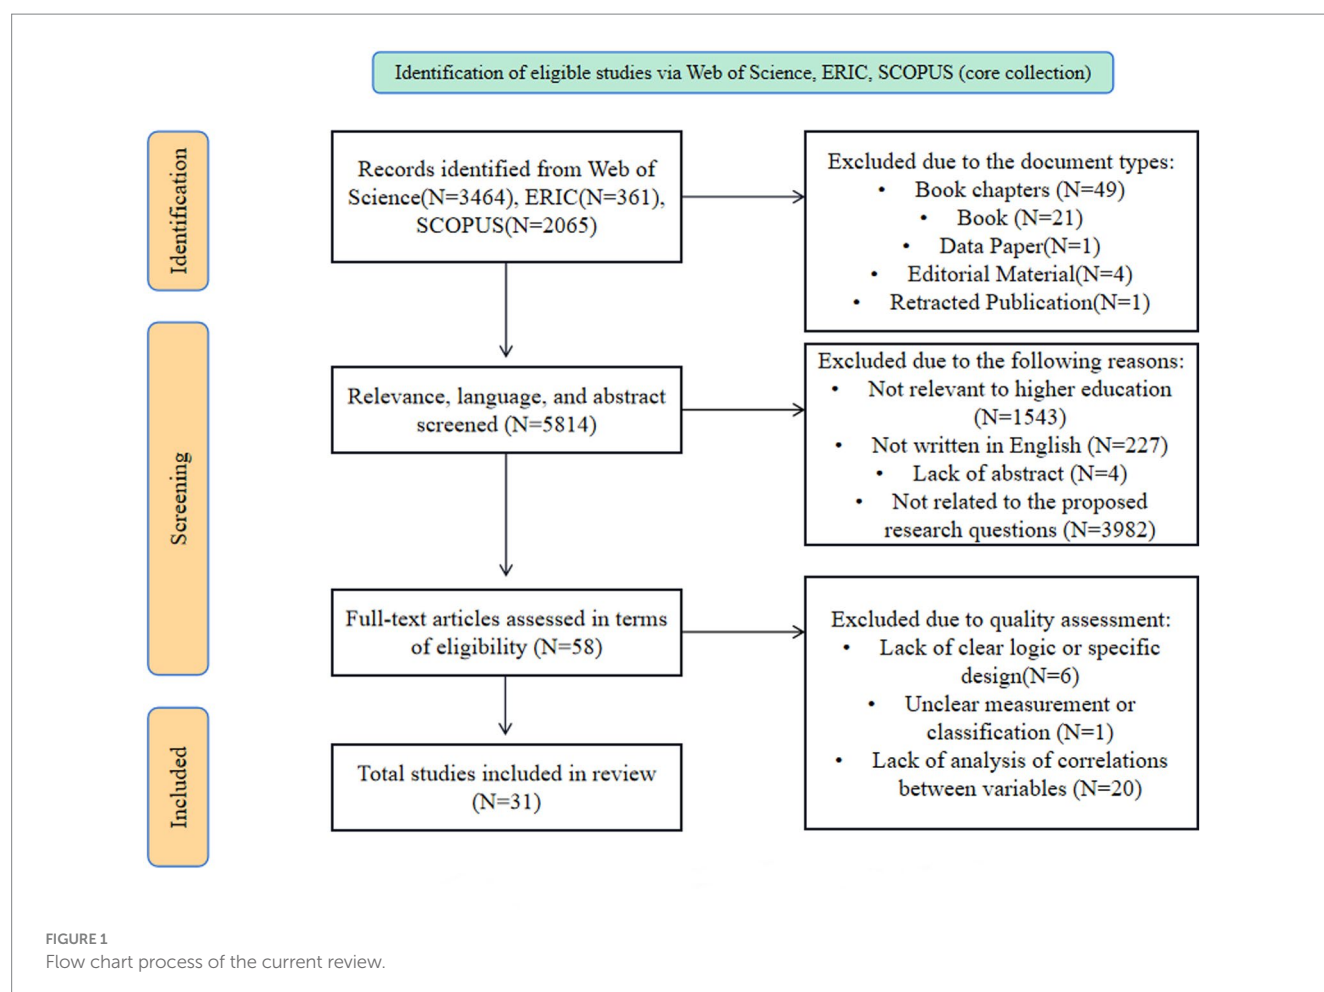 Identification of eligible studies via Web of Science, ERIC, SCOPUS (core collection)
Identification
Records identified from Web of
Science(N=3464), ERIC(N=361),
SCOPUS(N=2065)
Excluded due to the document types:
• Book chapters (N=49)
• Book (N=21)
• Data Paper(N=1)
• Editorial Material(N=4)
• Retracted Publication(N=1)
Screening
Relevance, language, and abstract
screened (N=5814)
Excluded due to the following reasons:
• Not relevant to higher education
(N=1543)
• Not written in English (N=227)
• Lack of abstract (N=4)
• Not related to the proposed
research questions (N=3982)
Full-text articles assessed in terms
of eligibility (N=58)
Excluded due to quality assessment:
• Lack of clear logic or specific
design(N=6)
• Unclear measurement or
classification (N=1)
• Lack of analysis of correlations
between variables (N=20)
Included
Total studies included in review
(N=31)
FIGURE 1
Flow chart process of the current review.